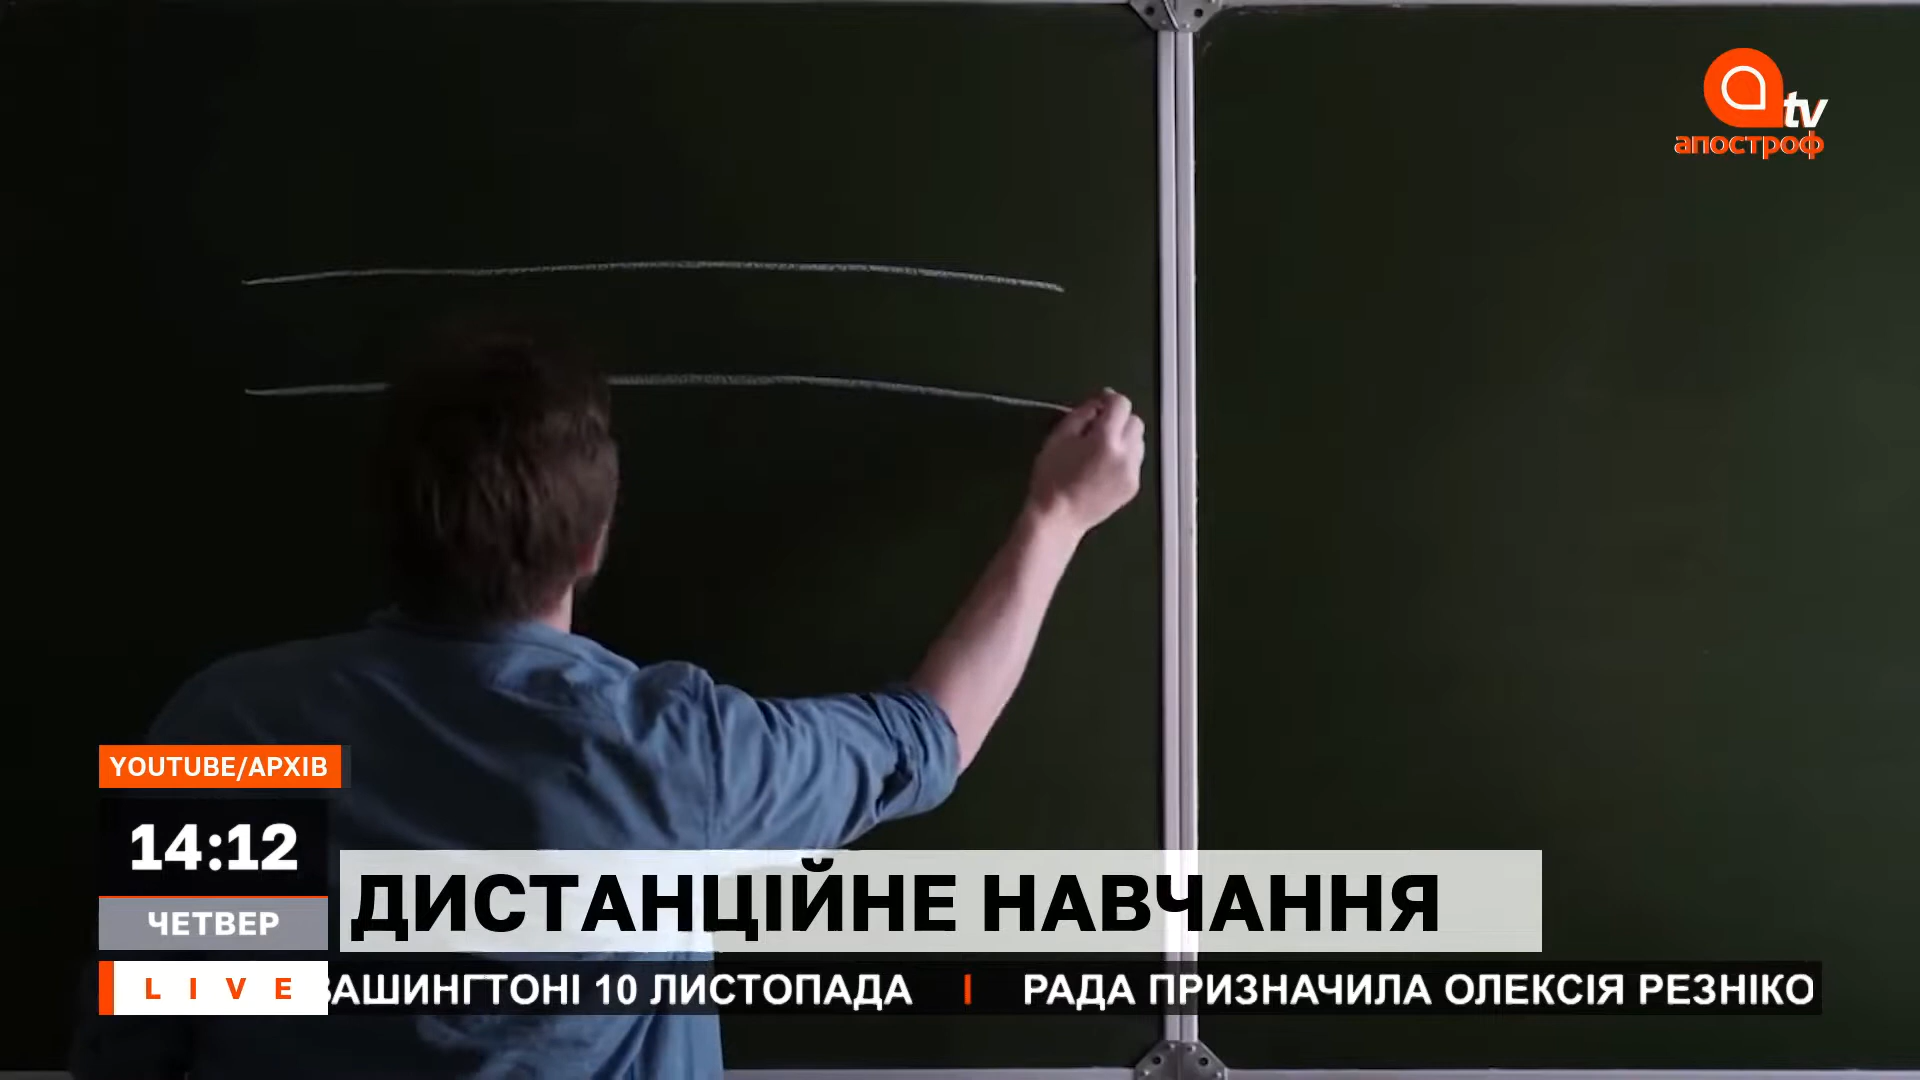 tv
апостроф
YOUTUBE/АРХІВ
14:12
ЧЕТВЕР
ДИСТАНЦІЙНЕ НАВЧАННЯ
LIVE
ВАШИНГТОНІ 10 ЛИСТОПАДА | РАДА ПРИЗНАЧИЛА ОЛЕКСІЯ РЕЗНІКО